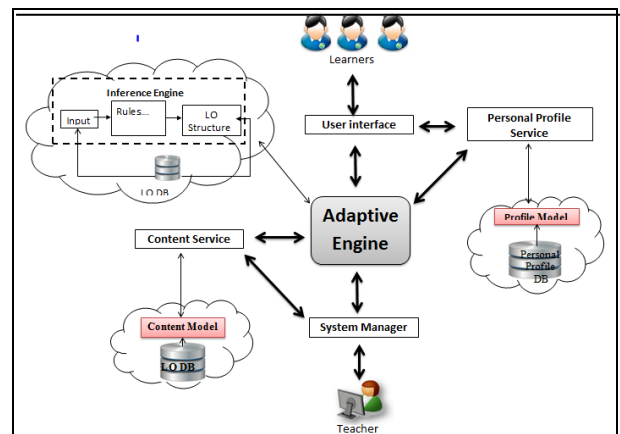 Learners
Inference Engine
Input
Rules...
LO
Structure
LO DB
User interface
Personal Profile
Service
Adaptive
Engine
Profile Model
Personal
Profile
DB
Content Service
Content Model
LO DB
System Manager
Teacher